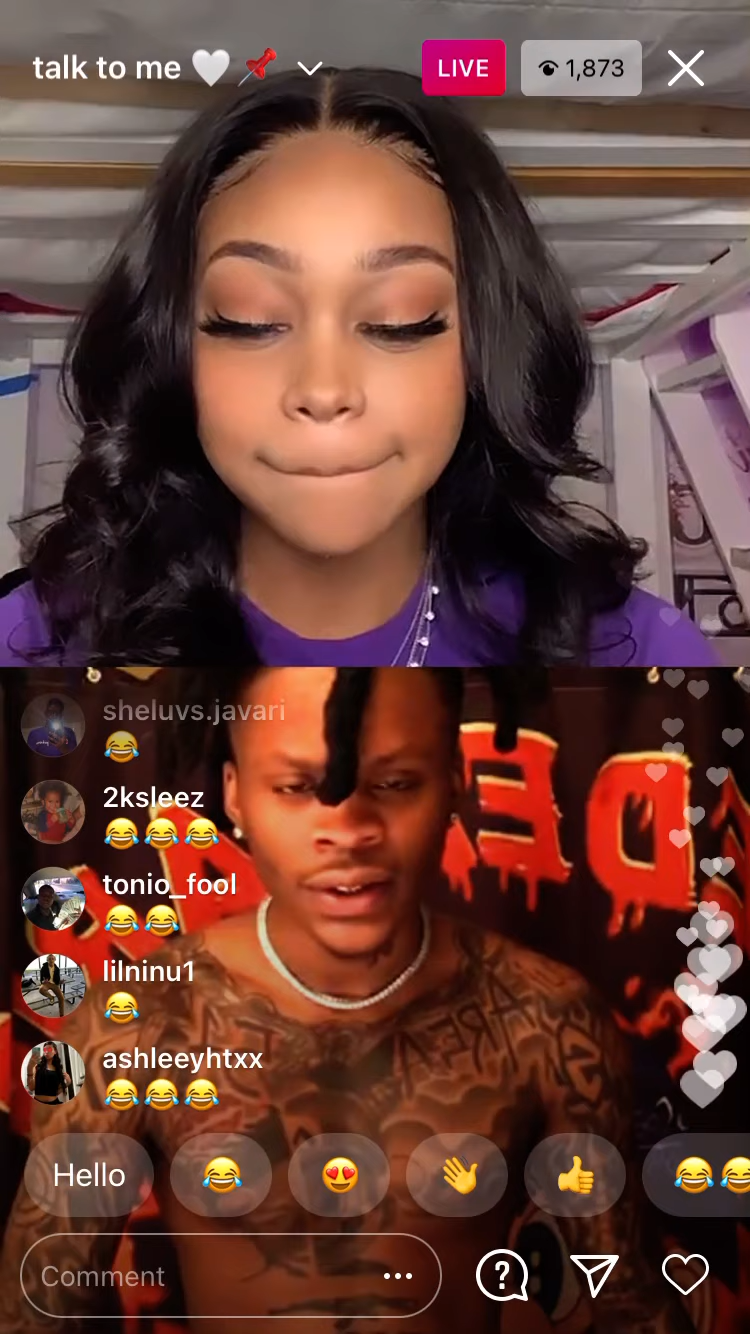 talk to me 🤍 📌
LIVE
1,873
sheluvs.javari
😂
2ksleez
😂😂😂
tonio_fool
😂😂
lilninu1
😂
ashleeyhtxx
😂😂😂
Hello 😂 😍 👋 👍 😂😂
Comment